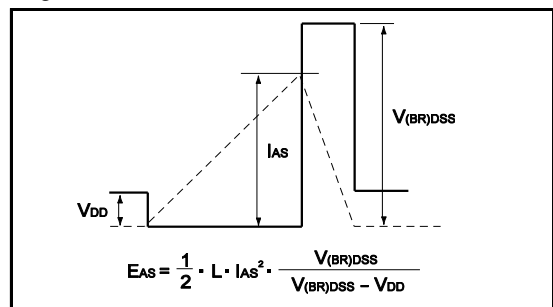 V(BR)DSS
IAS
VDD
EAS = 1/2 · L · IAS² · V(BR)DSS / (V(BR)DSS − VDD)